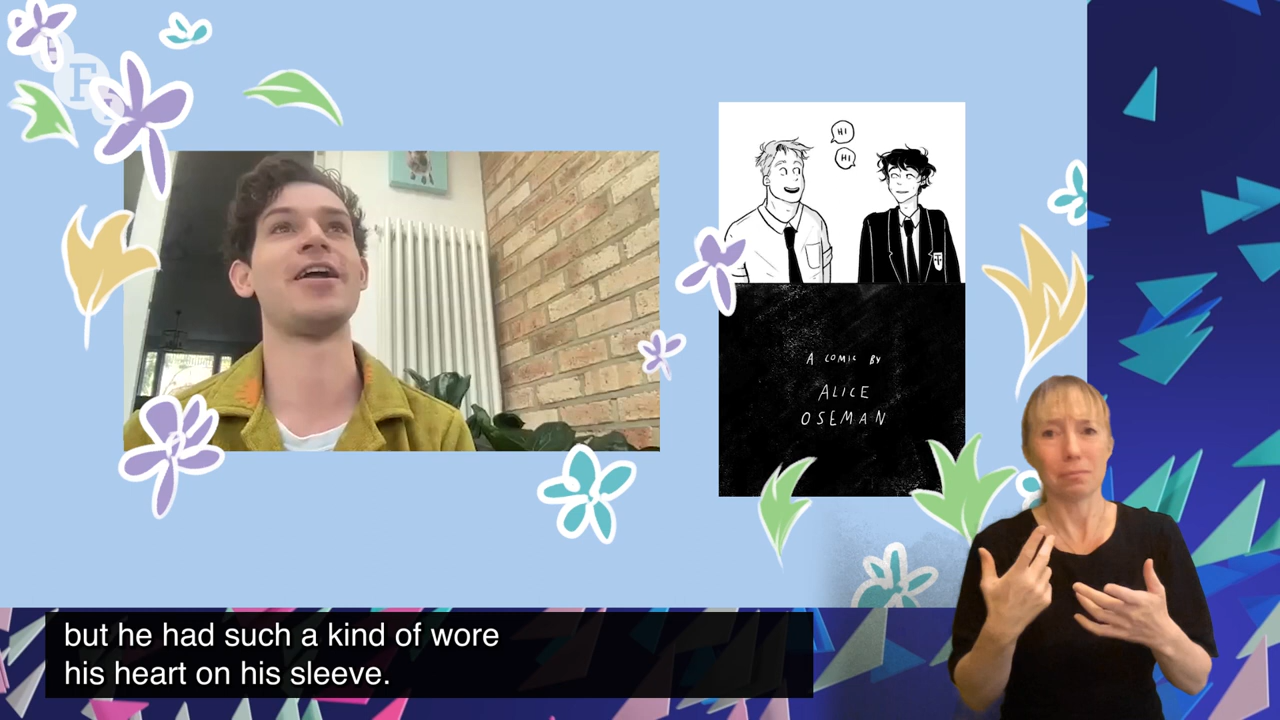 F
HI
HI
A COMIC BY
ALICE
OSEMAN
but he had such a kind of wore
his heart on his sleeve.